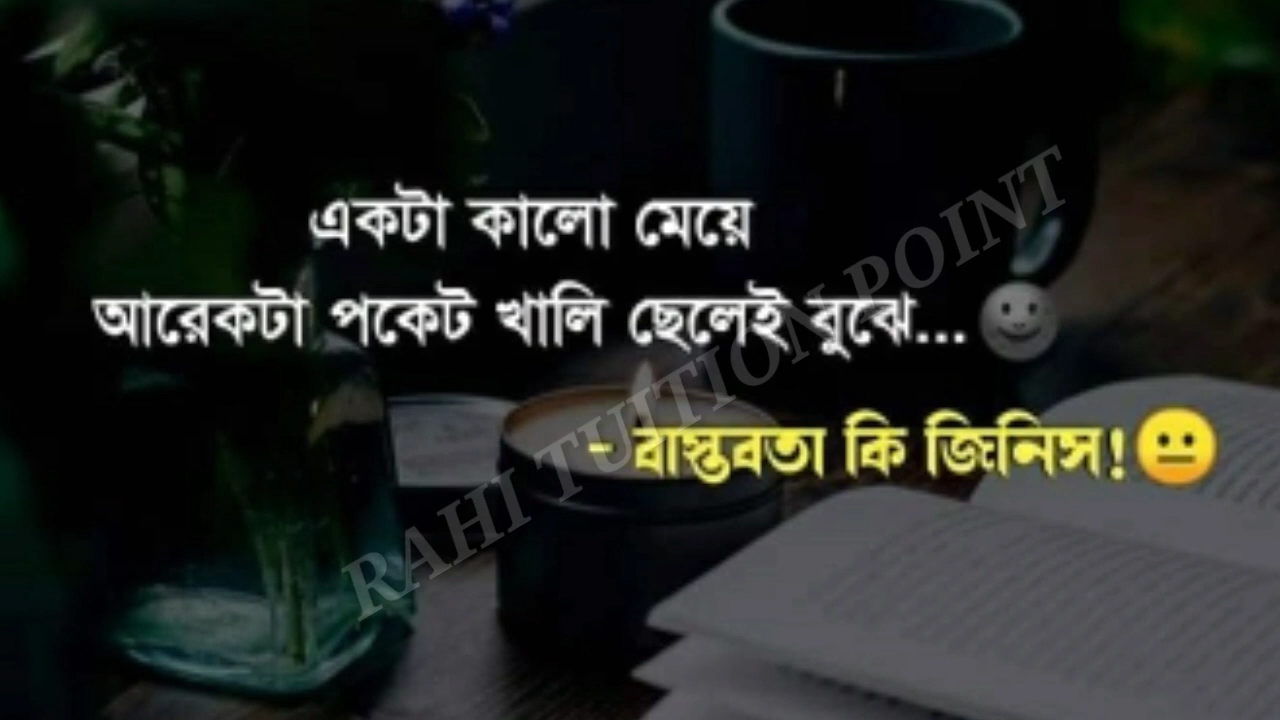 একটা কালো মেয়ে
আরেকটা পকেট খালি ছেলেই বুঝে...🙂
- বাস্তবতা কি জিনিস!😐
RAHI TUITION POINT